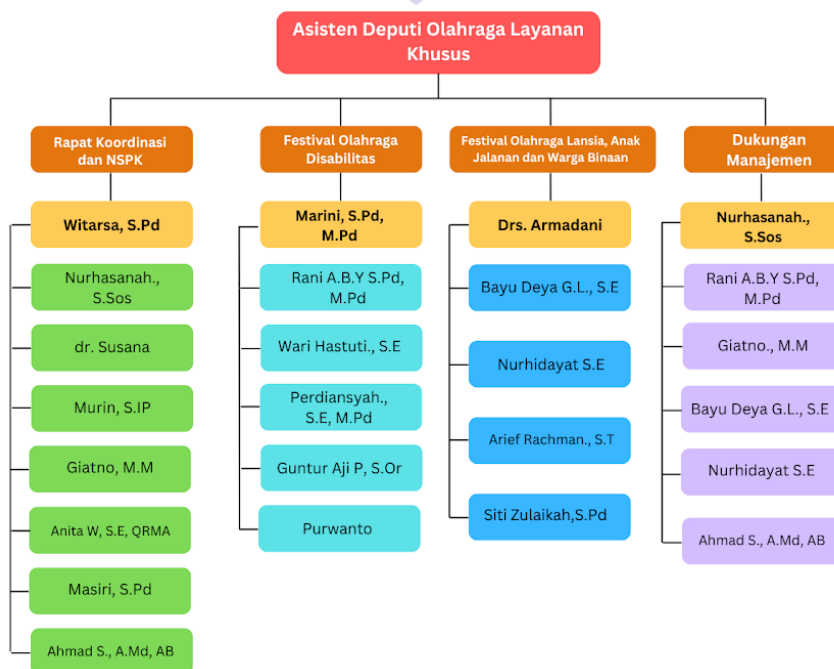 Asisten Deputi Olahraga Layanan
Khusus
Rapat Koordinasi
dan NSPK
Witarsa, S.Pd
Nurhasanah.,
S.Sos
dr. Susana
Murin, S.IP
Giatno, M.M
Anita W, S.E, QRMA
Masiri, S.Pd
Ahmad S., A.Md, AB
Festival Olahraga
Disabilitas
Marini, S.Pd,
M.Pd
Rani A.B.Y S.Pd,
M.Pd
Wari Hastuti., S.E
Perdiansyah.,
S.E, M.Pd
Guntur Aji P, S.Or
Purwanto
Festival Olahraga Lansia, Anak
Jalanan dan Warga Binaan
Drs. Armadani
Bayu Deya G.L., S.E
Nurhidayat S.E
Arief Rachman., S.T
Siti Zulaikah,S.Pd
Dukungan
Manajemen
Nurhasanah.,
S.Sos
Rani A.B.Y S.Pd,
M.Pd
Giatno., M.M
Bayu Deya G.L., S.E
Nurhidayat S.E
Ahmad S., A.Md, AB